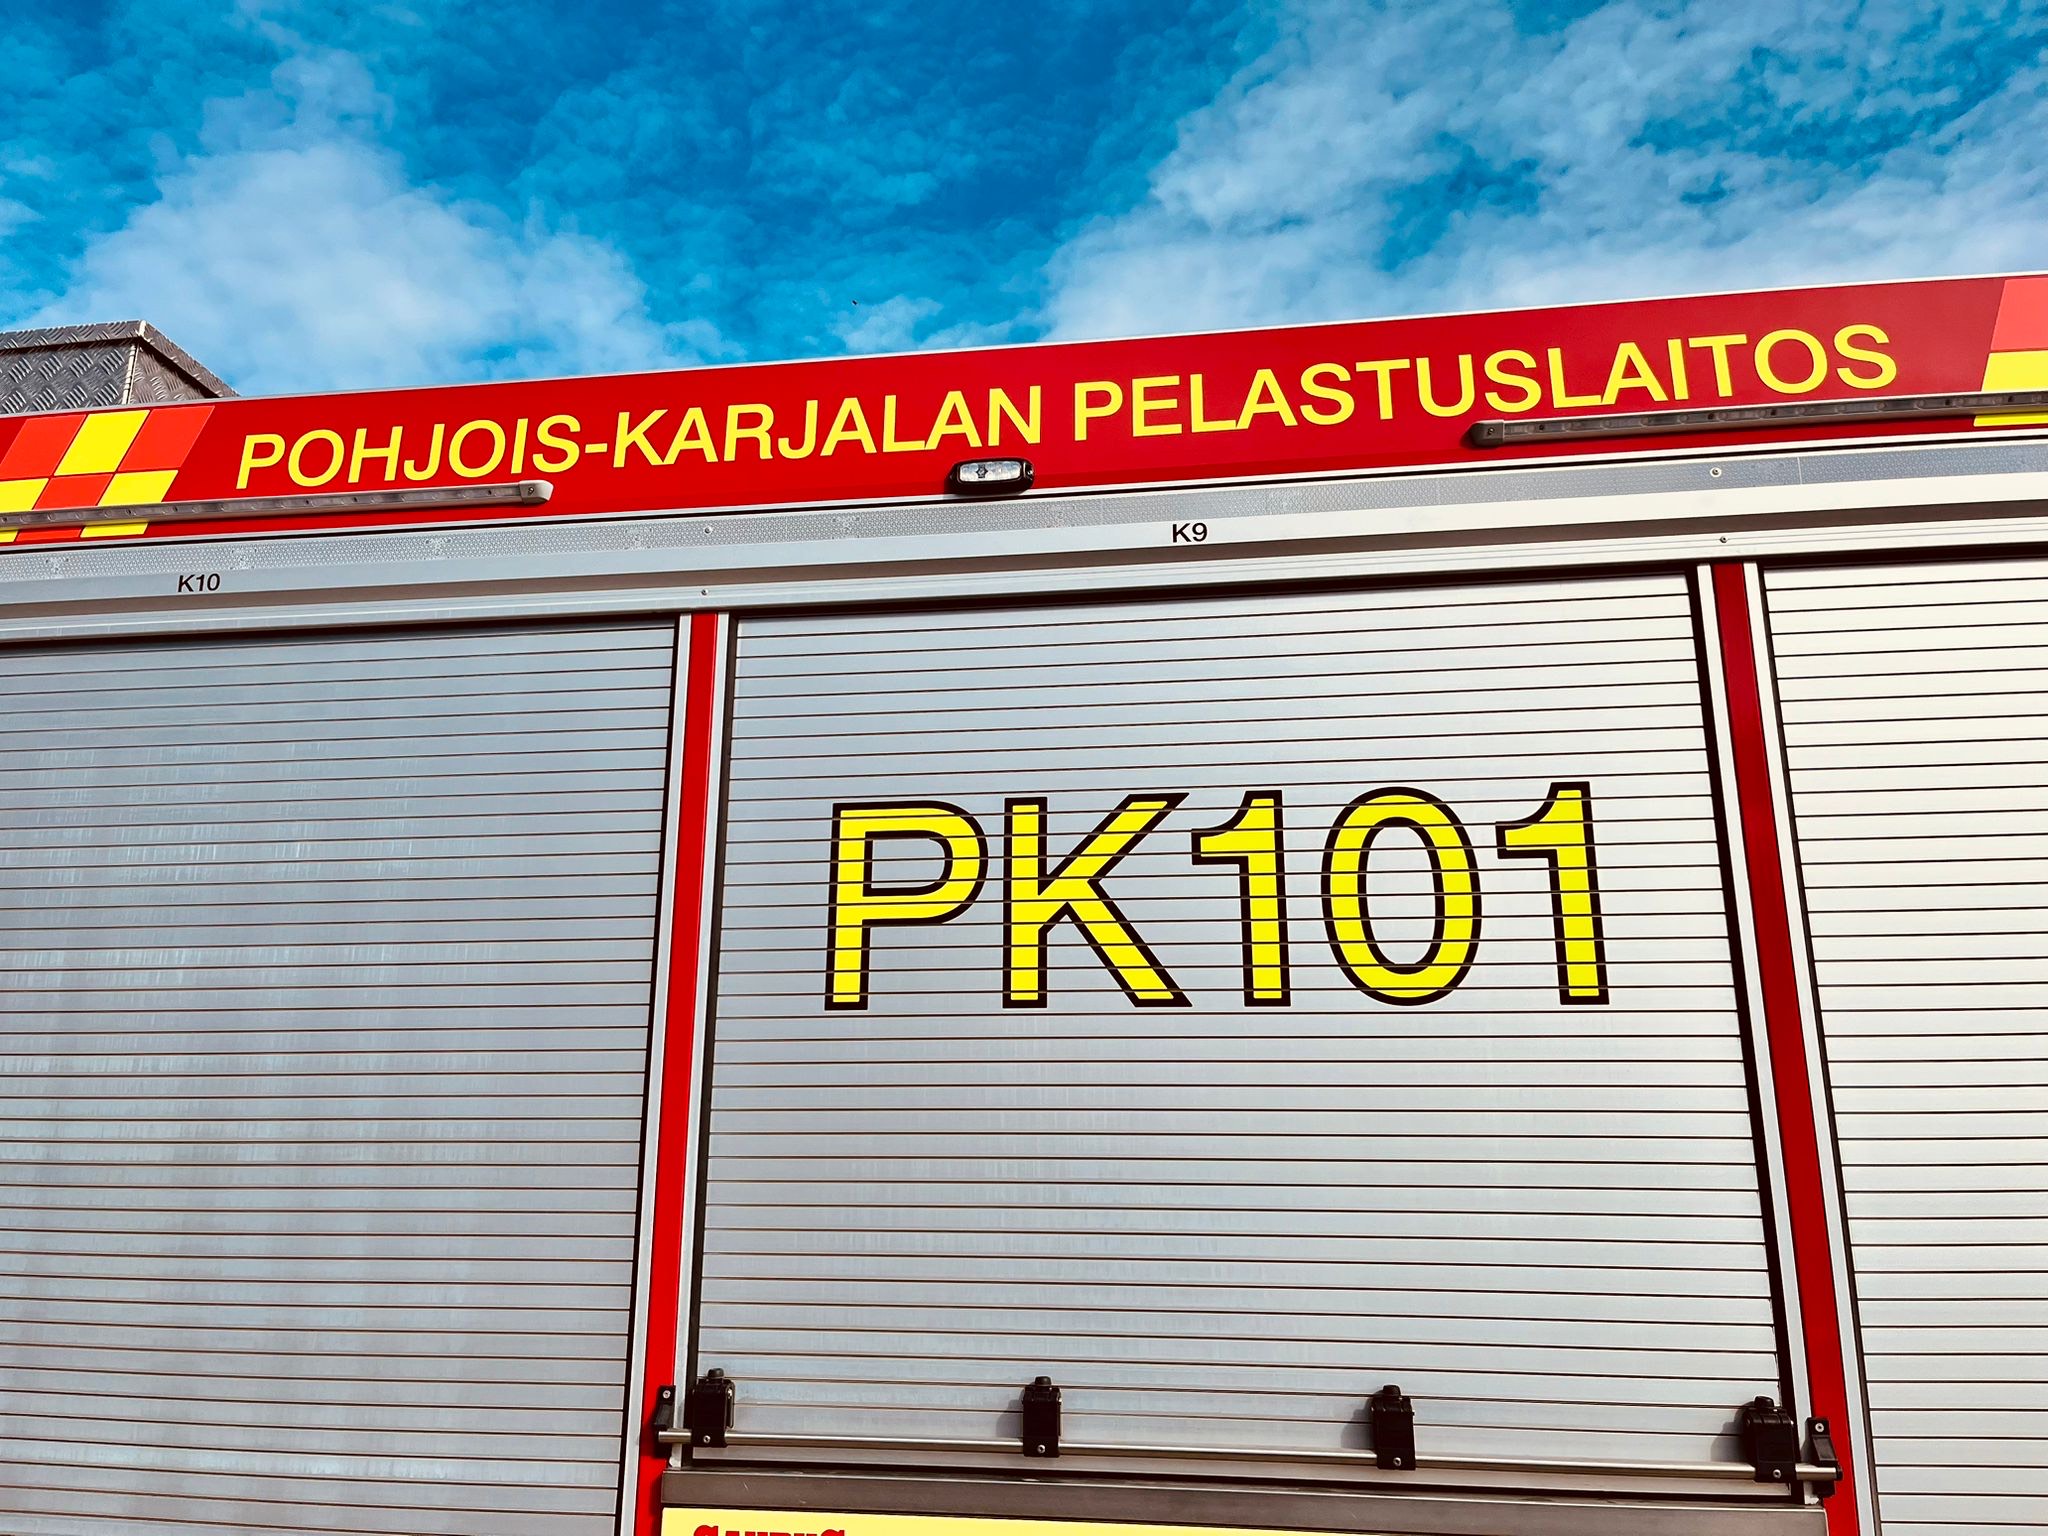 POHJOIS-KARJALAN PELASTUSLAITOS
K10
K9
PK101